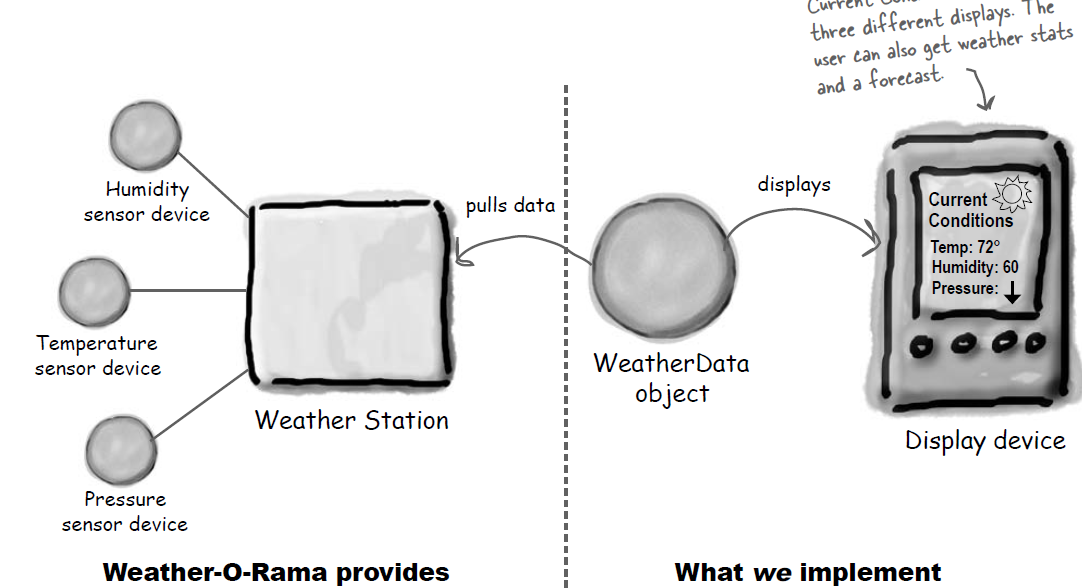 three different displays. The
user can also get weather stats
and a forecast.
Humidity
sensor device
pulls data
displays
Current
Conditions
Temp: 72°
Humidity: 60
Pressure:
Temperature
sensor device
WeatherData
object
Weather Station
Display device
Pressure
sensor device
Weather-O-Rama provides
What we implement